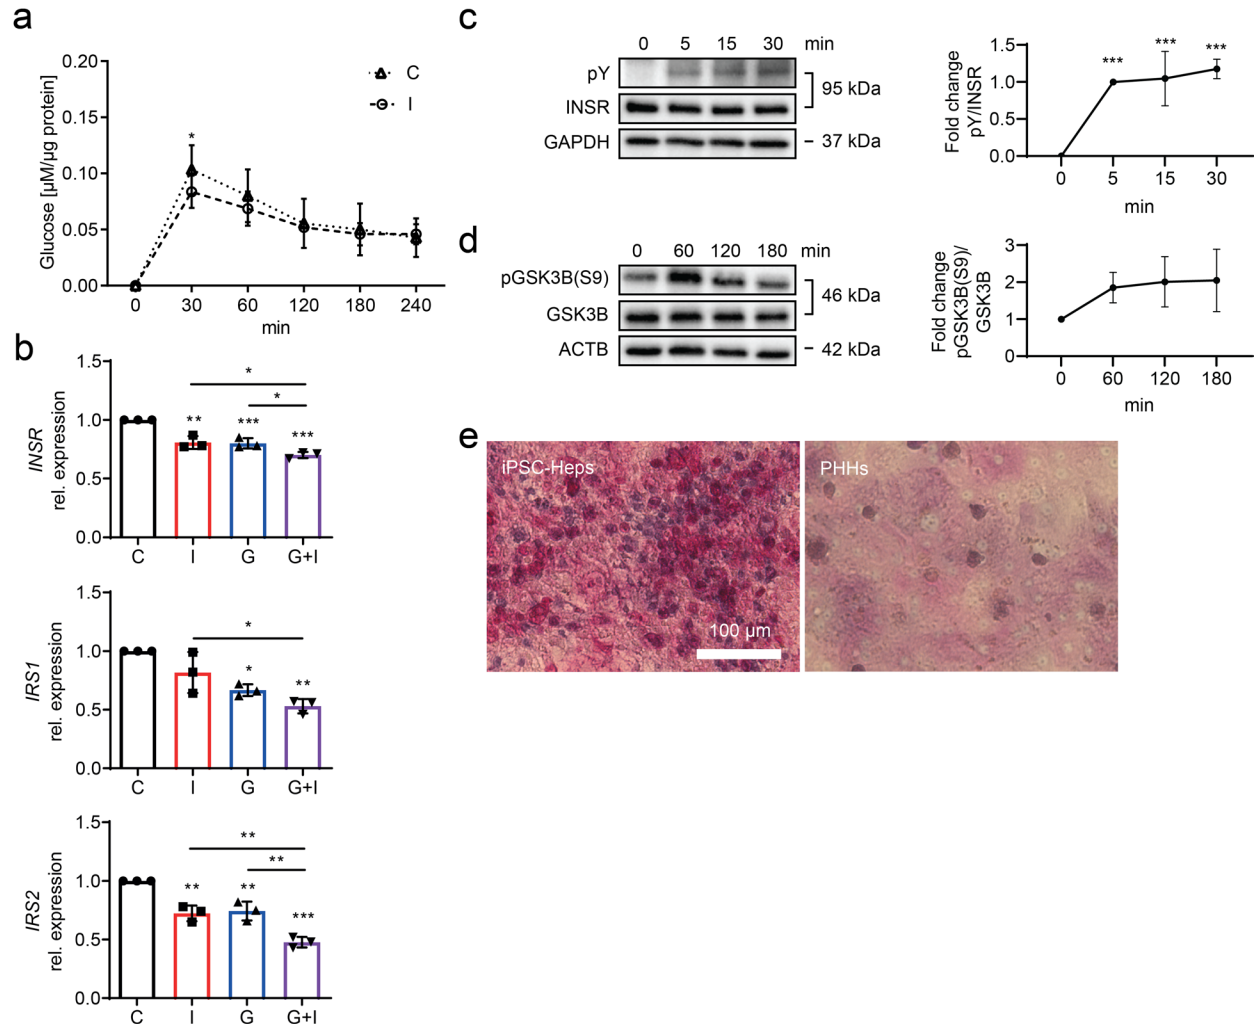 a
0.20
0.15
0.10
0.05
0.00
Glucose [µM/µg protein]
C
I
*
0 30 60 120 180 240
min
b
1.5
1.0
0.5
0.0
INSR
rel. expression
*
*
** *** ***
C I G G+I
1.5
1.0
0.5
0.0
IRS1
rel. expression
*
* **
C I G G+I
1.5
1.0
0.5
0.0
IRS2
rel. expression
**
**
** ** ***
C I G G+I
c
0 5 15 30 min
pY
INSR
GAPDH
95 kDa
37 kDa
1.5
1.0
0.5
0.0
Fold change
pY/INSR
*** *** ***
0 5 15 30
min
d
0 60 120 180 min
pGSK3B(S9)
GSK3B
ACTB
46 kDa
42 kDa
3
2
1
0
Fold change
pGSK3B(S9)/
GSK3B
0 60 120 180
min
e
iPSC-Heps
100 µm
PHHs